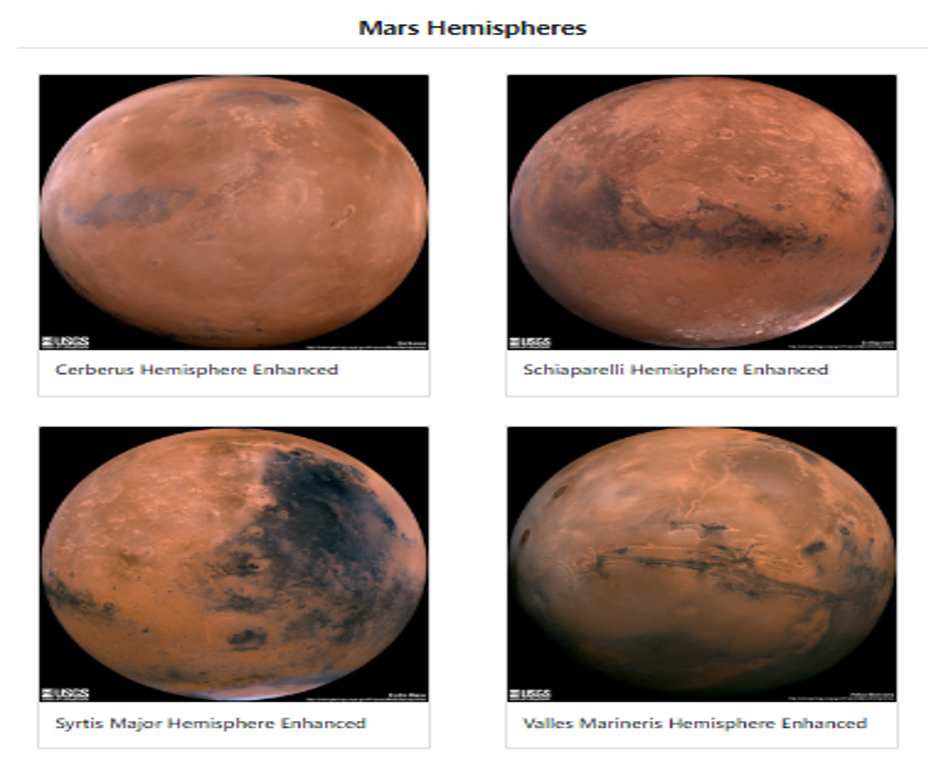 Mars Hemispheres
USGS
USGS
Cerberus Hemisphere Enhanced
Schiaparelli Hemisphere Enhanced
USGS
USGS
Syrtis Major Hemisphere Enhanced
Valles Marineris Hemisphere Enhanced